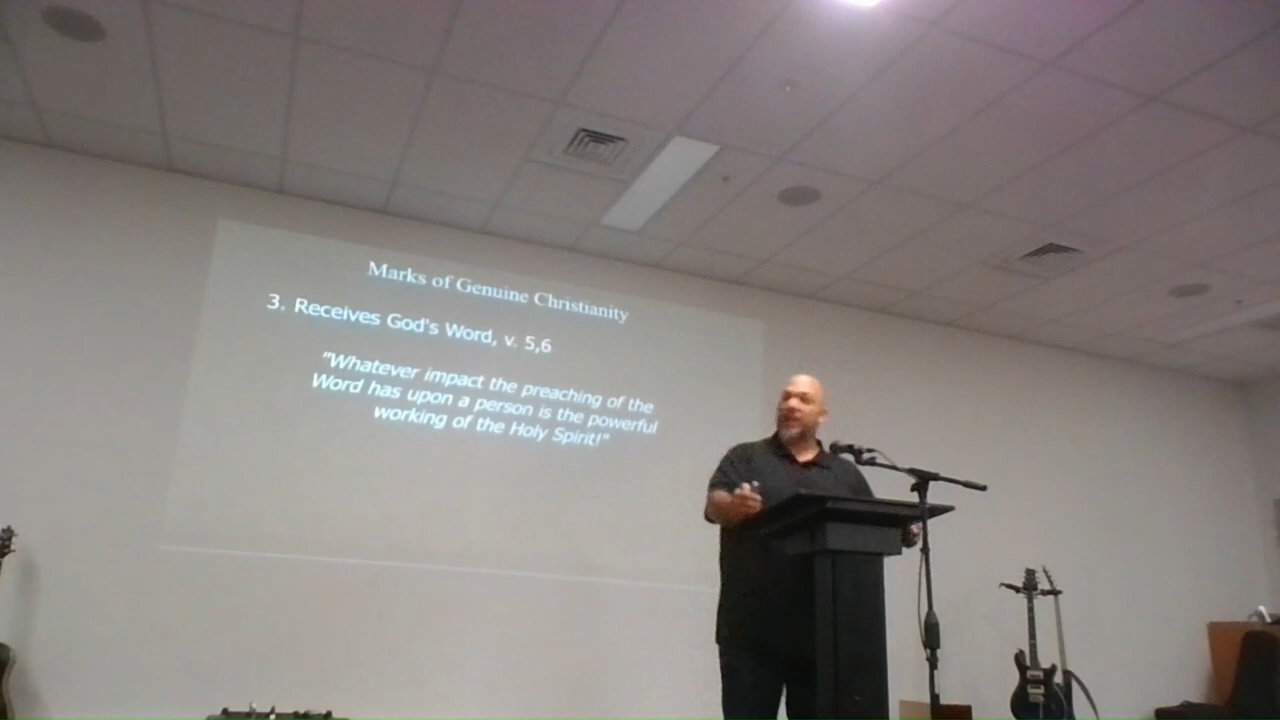 Marks of Genuine Christianity
3. Receives God's Word, v. 5,6
"Whatever impact the preaching of the
Word has upon a person is the powerful
working of the Holy Spirit!"